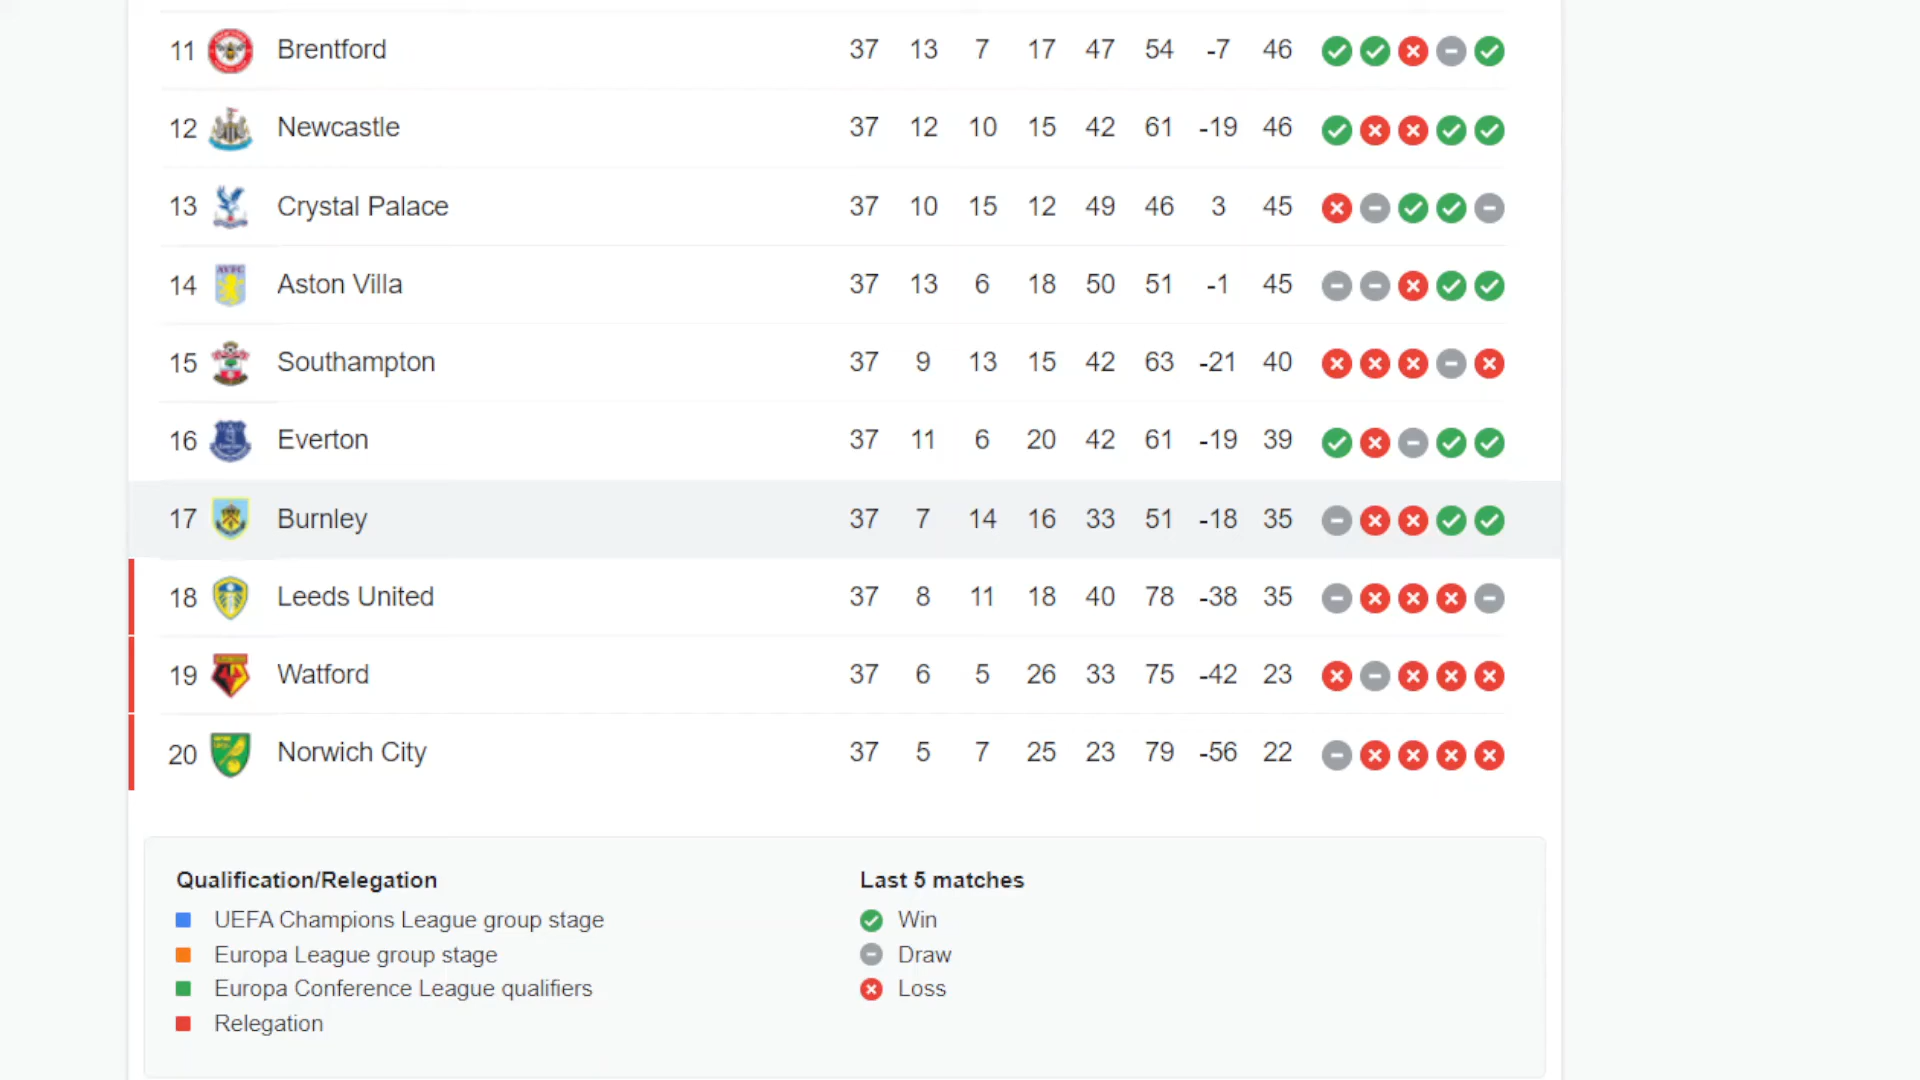 11 Brentford 37 13 7 17 47 54 -7 46
12 Newcastle 37 12 10 15 42 61 -19 46
13 Crystal Palace 37 10 15 12 49 46 3 45
14 Aston Villa 37 13 6 18 50 51 -1 45
15 Southampton 37 9 13 15 42 63 -21 40
16 Everton 37 11 6 20 42 61 -19 39
17 Burnley 37 7 14 16 33 51 -18 35
18 Leeds United 37 8 11 18 40 78 -38 35
19 Watford 37 6 5 26 33 75 -42 23
20 Norwich City 37 5 7 25 23 79 -56 22
Qualification/Relegation
UEFA Champions League group stage
Europa League group stage
Europa Conference League qualifiers
Relegation
Last 5 matches
Win
Draw
Loss